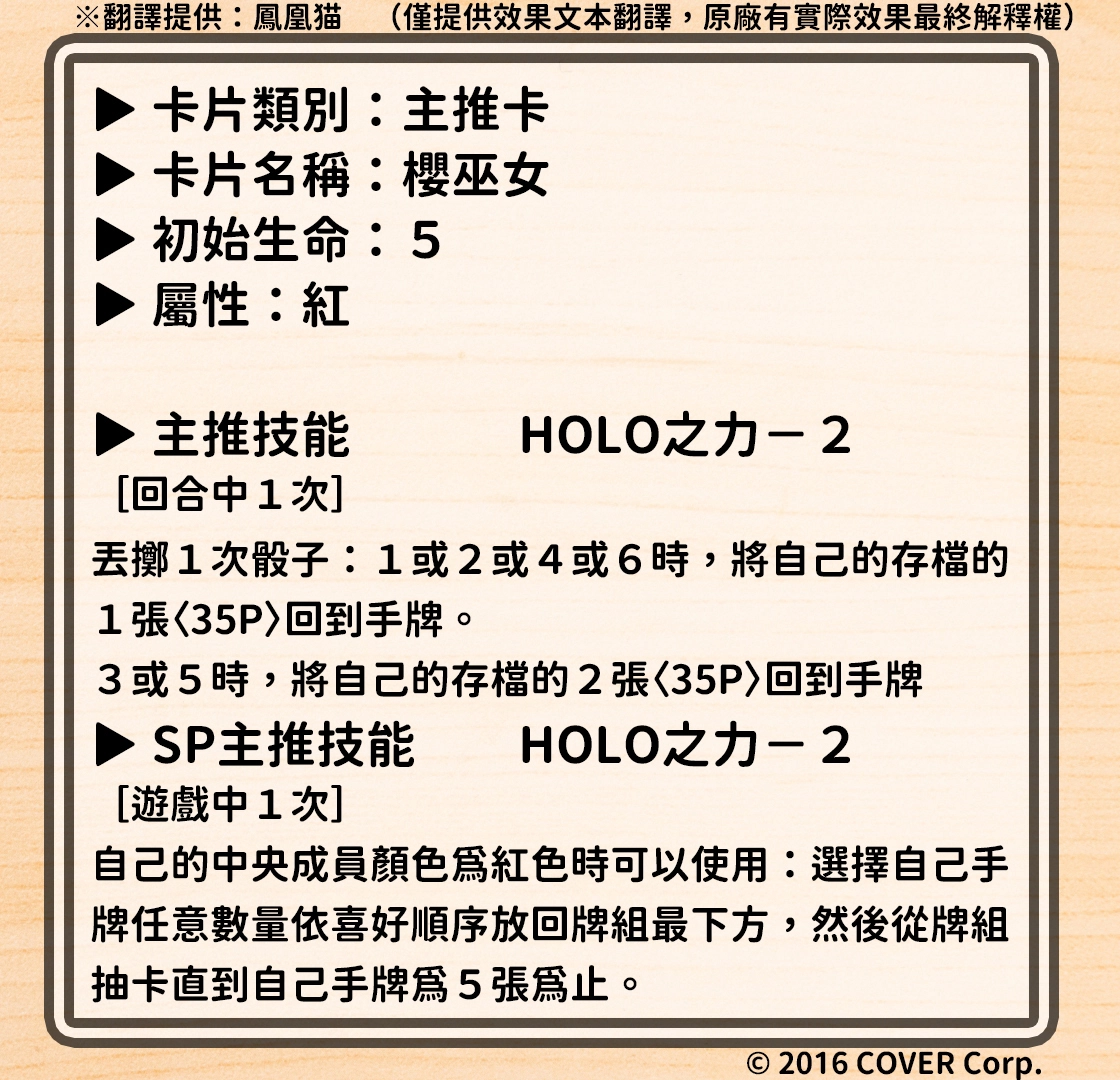 ※翻譯提供：鳳凰猫　（僅提供效果文本翻譯，原廠有實際效果最終解釋權）
▶ 卡片類別：主推卡
▶ 卡片名稱：櫻巫女
▶ 初始生命：５
▶ 屬性：紅
▶ 主推技能　　　HOLO之力－２
［回合中１次］
丟擲１次骰子：１或２或４或６時，將自己的存檔的
１張〈35P〉回到手牌。
３或５時，將自己的存檔的２張〈35P〉回到手牌
▶ SP主推技能　　HOLO之力－２
［遊戲中１次］
自己的中央成員顏色爲紅色時可以使用：選擇自己手
牌任意數量依喜好順序放回牌組最下方，然後從牌組
抽卡直到自己手牌爲５張爲止。
© 2016 COVER Corp.